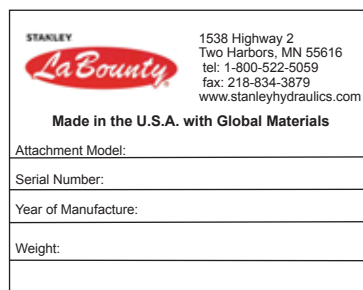 STANLEY
LaBounty
1538 Highway 2
Two Harbors, MN 55616
tel: 1-800-522-5059
fax: 218-834-3879
www.stanleyhydraulics.com
Made in the U.S.A. with Global Materials
Attachment Model:
Serial Number:
Year of Manufacture:
Weight: